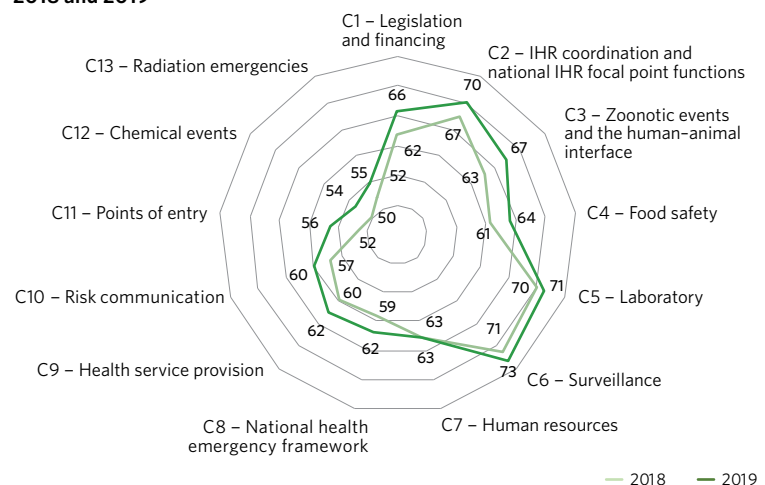 2018 and 2019
C1 – Legislation
and financing
C2 – IHR coordination and
national IHR focal point functions
C3 – Zoonotic events
and the human–animal
interface
C4 – Food safety
C5 – Laboratory
C6 – Surveillance
C7 – Human resources
C8 – National health
emergency framework
C9 – Health service provision
C10 – Risk communication
C11 – Points of entry
C12 – Chemical events
C13 – Radiation emergencies
66
70
67
67
62
63
55
52
54
50
64
56
61
52
57
60
70
71
60
59
63
71
62
62
63
73
2018
2019